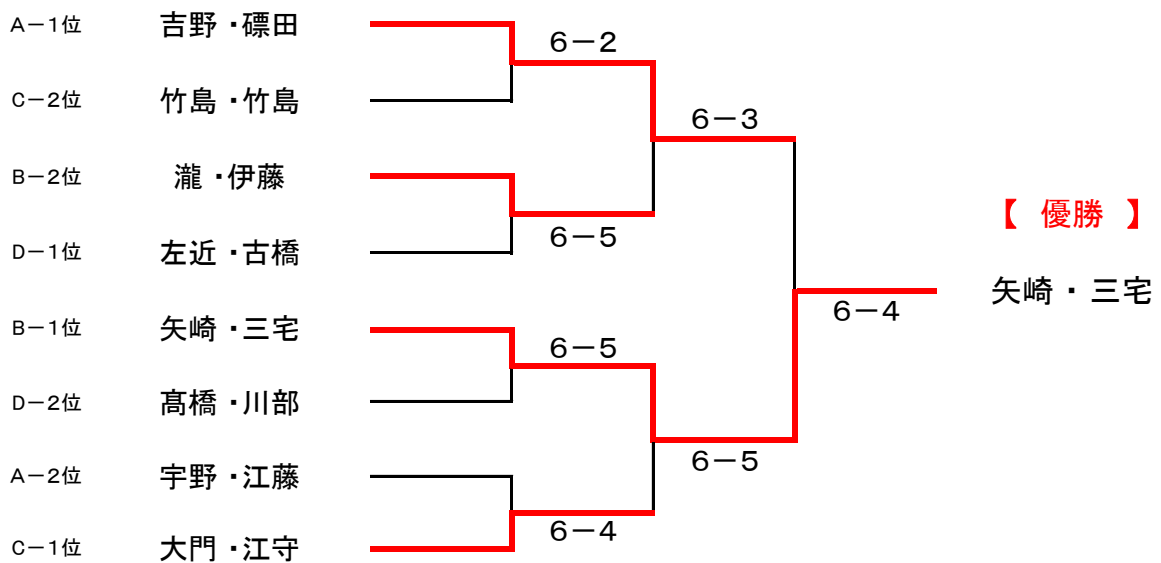 A－1位 吉野・磦田
6－2
C－2位 竹島・竹島
6－3
B－2位 瀧・伊藤
6－5
D－1位 左近・古橋
【 優勝 】
矢崎・三宅
6－4
B－1位 矢崎・三宅
6－5
D－2位 髙橋・川部
6－5
A－2位 宇野・江藤
6－4
C－1位 大門・江守